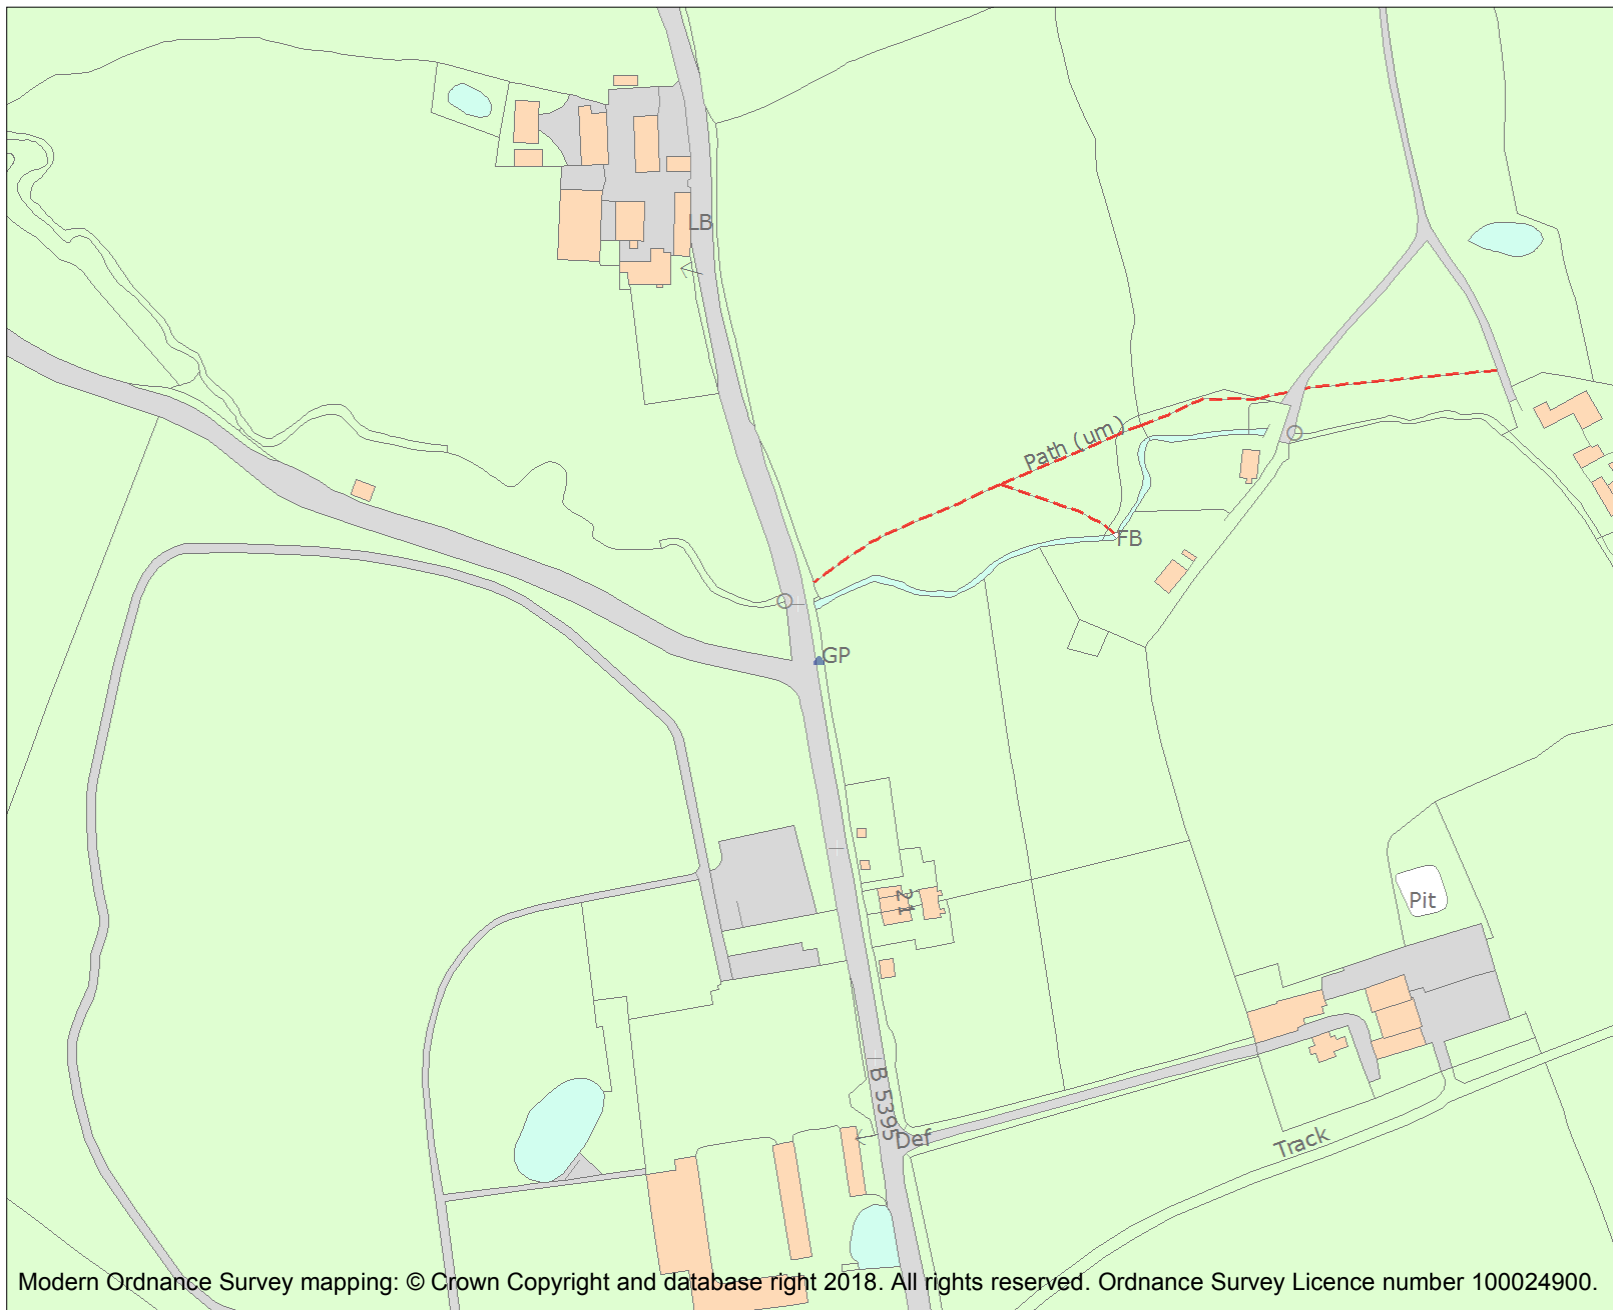 LB
Path (um)
FB
GP
21
Pit
B 5395
Def
Track
Modern Ordnance Survey mapping: © Crown Copyright and database right 2018. All rights reserved. Ordnance Survey Licence number 100024900.